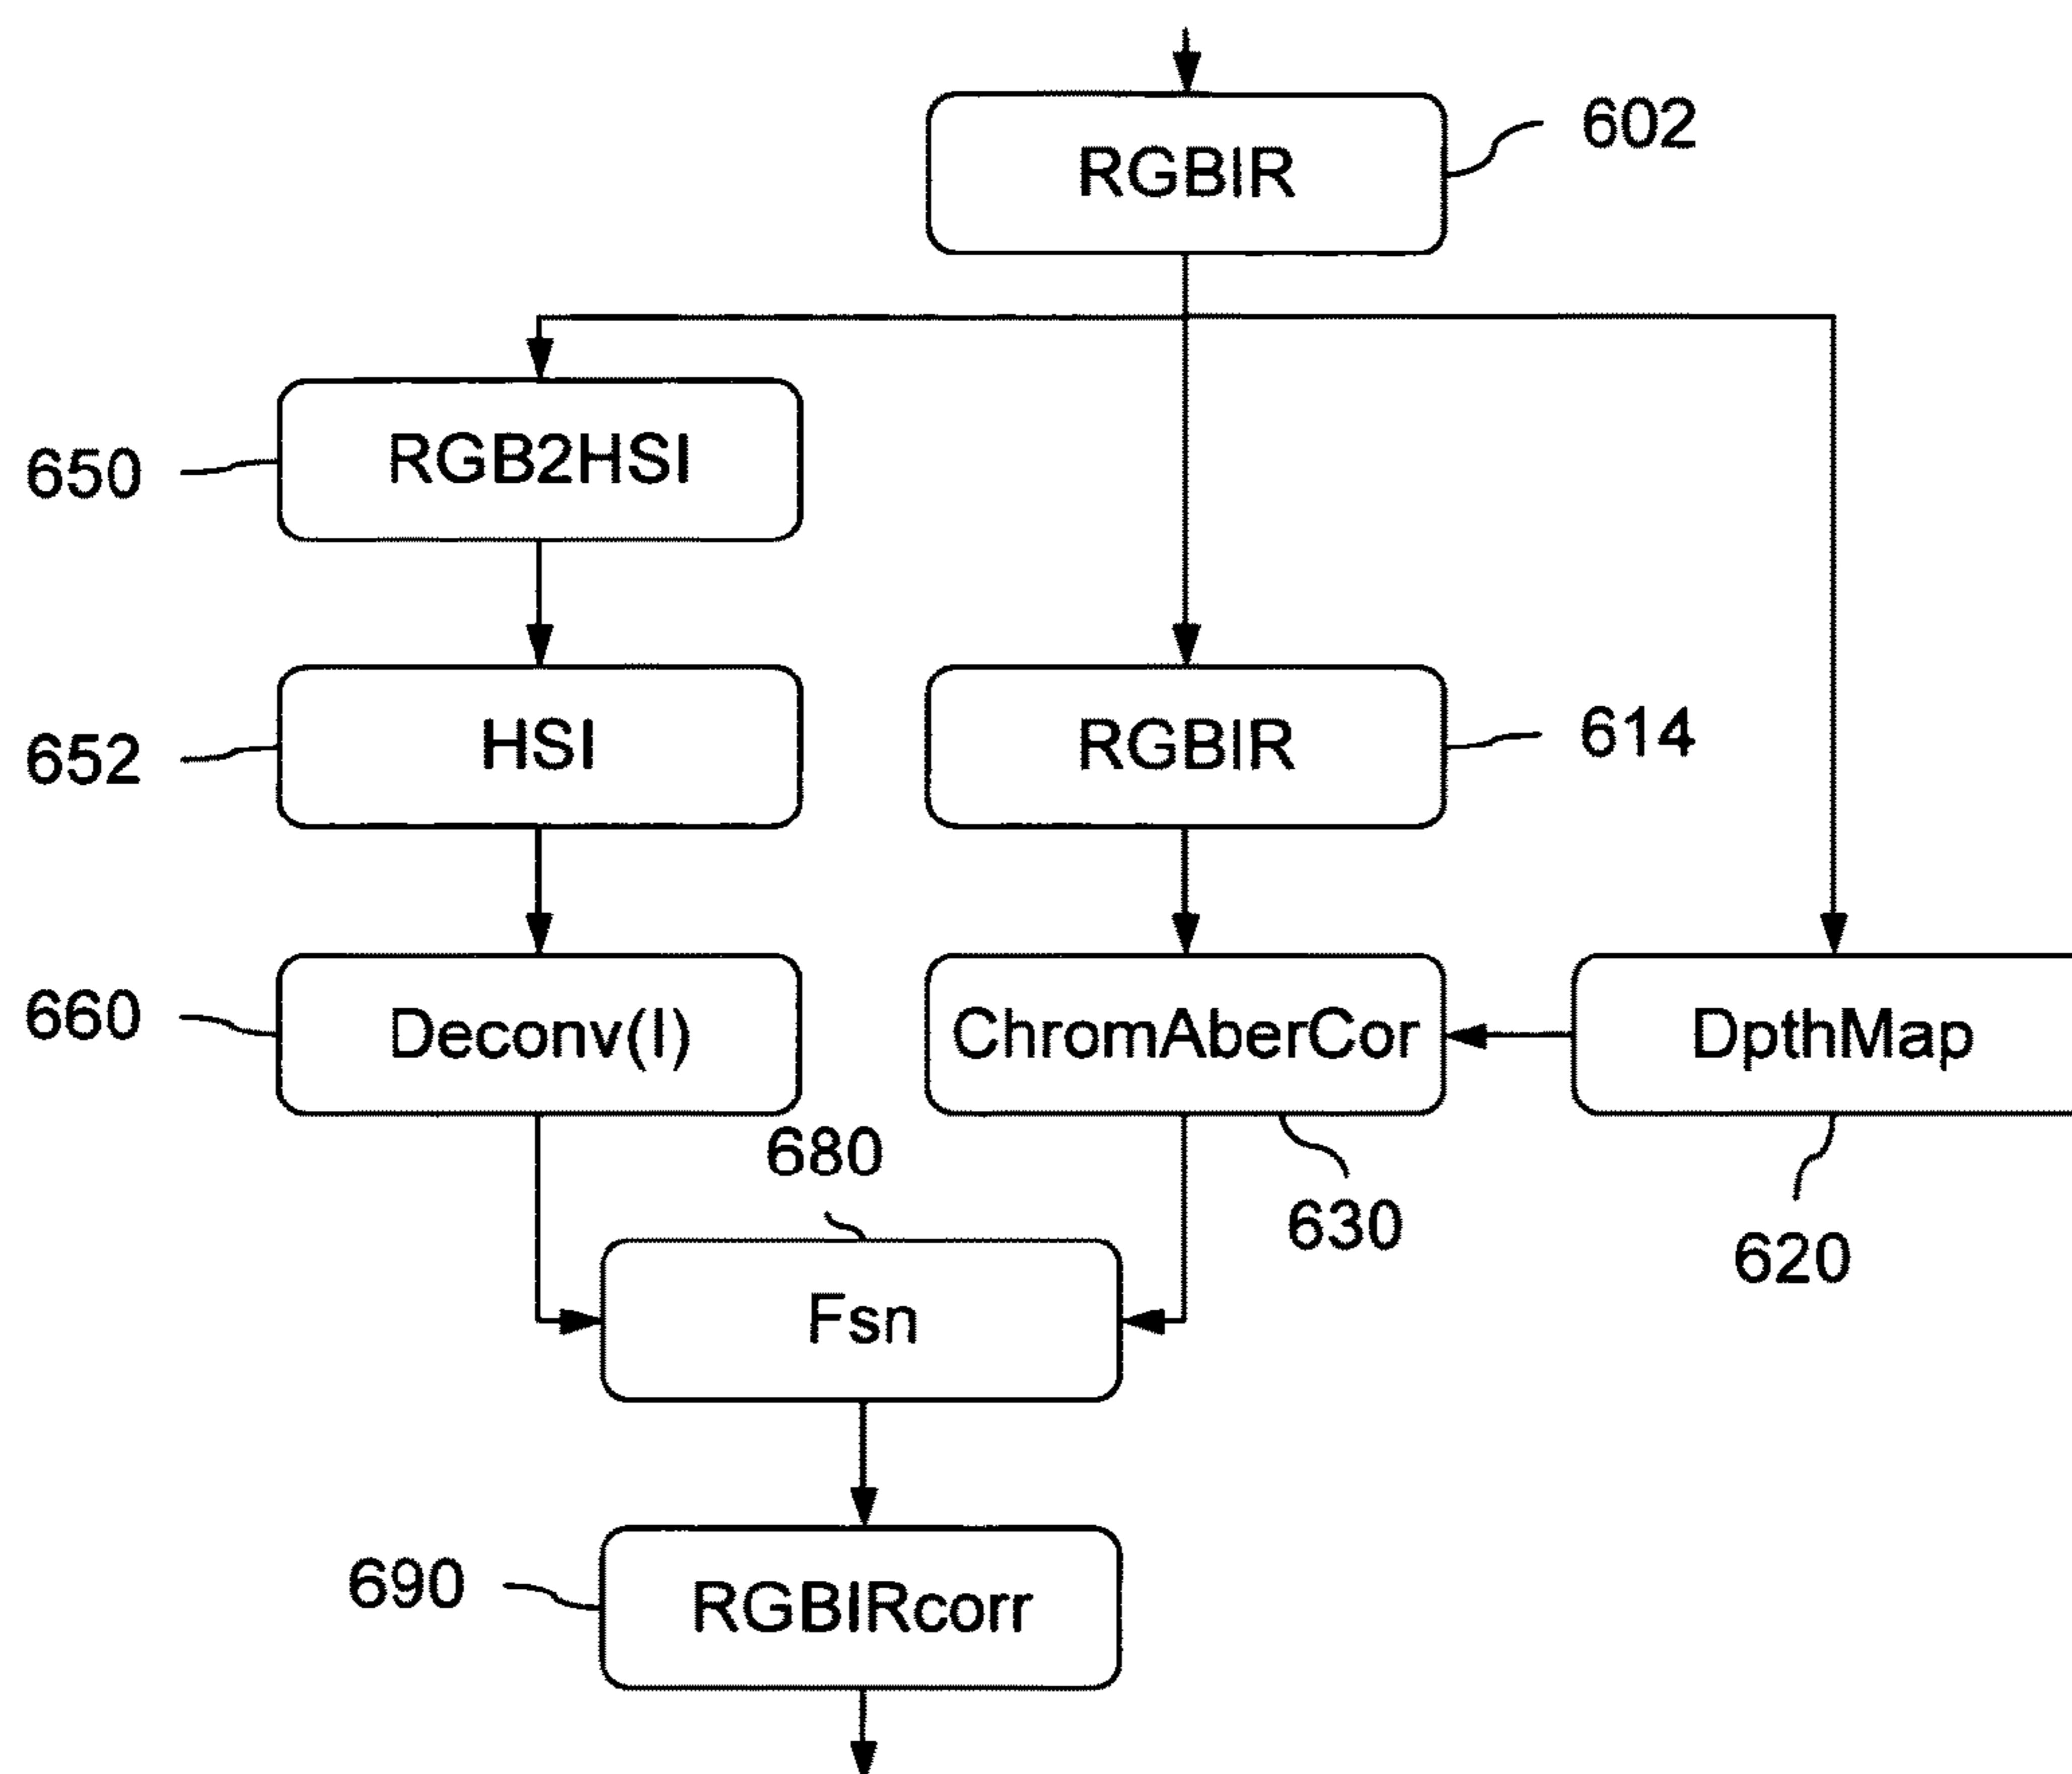 602
RGBIR
650
RGB2HSI
652
HSI
RGBIR
614
660
Deconv(I)
ChromAberCor
DpthMap
680
630
620
Fsn
690
RGBIRcorr